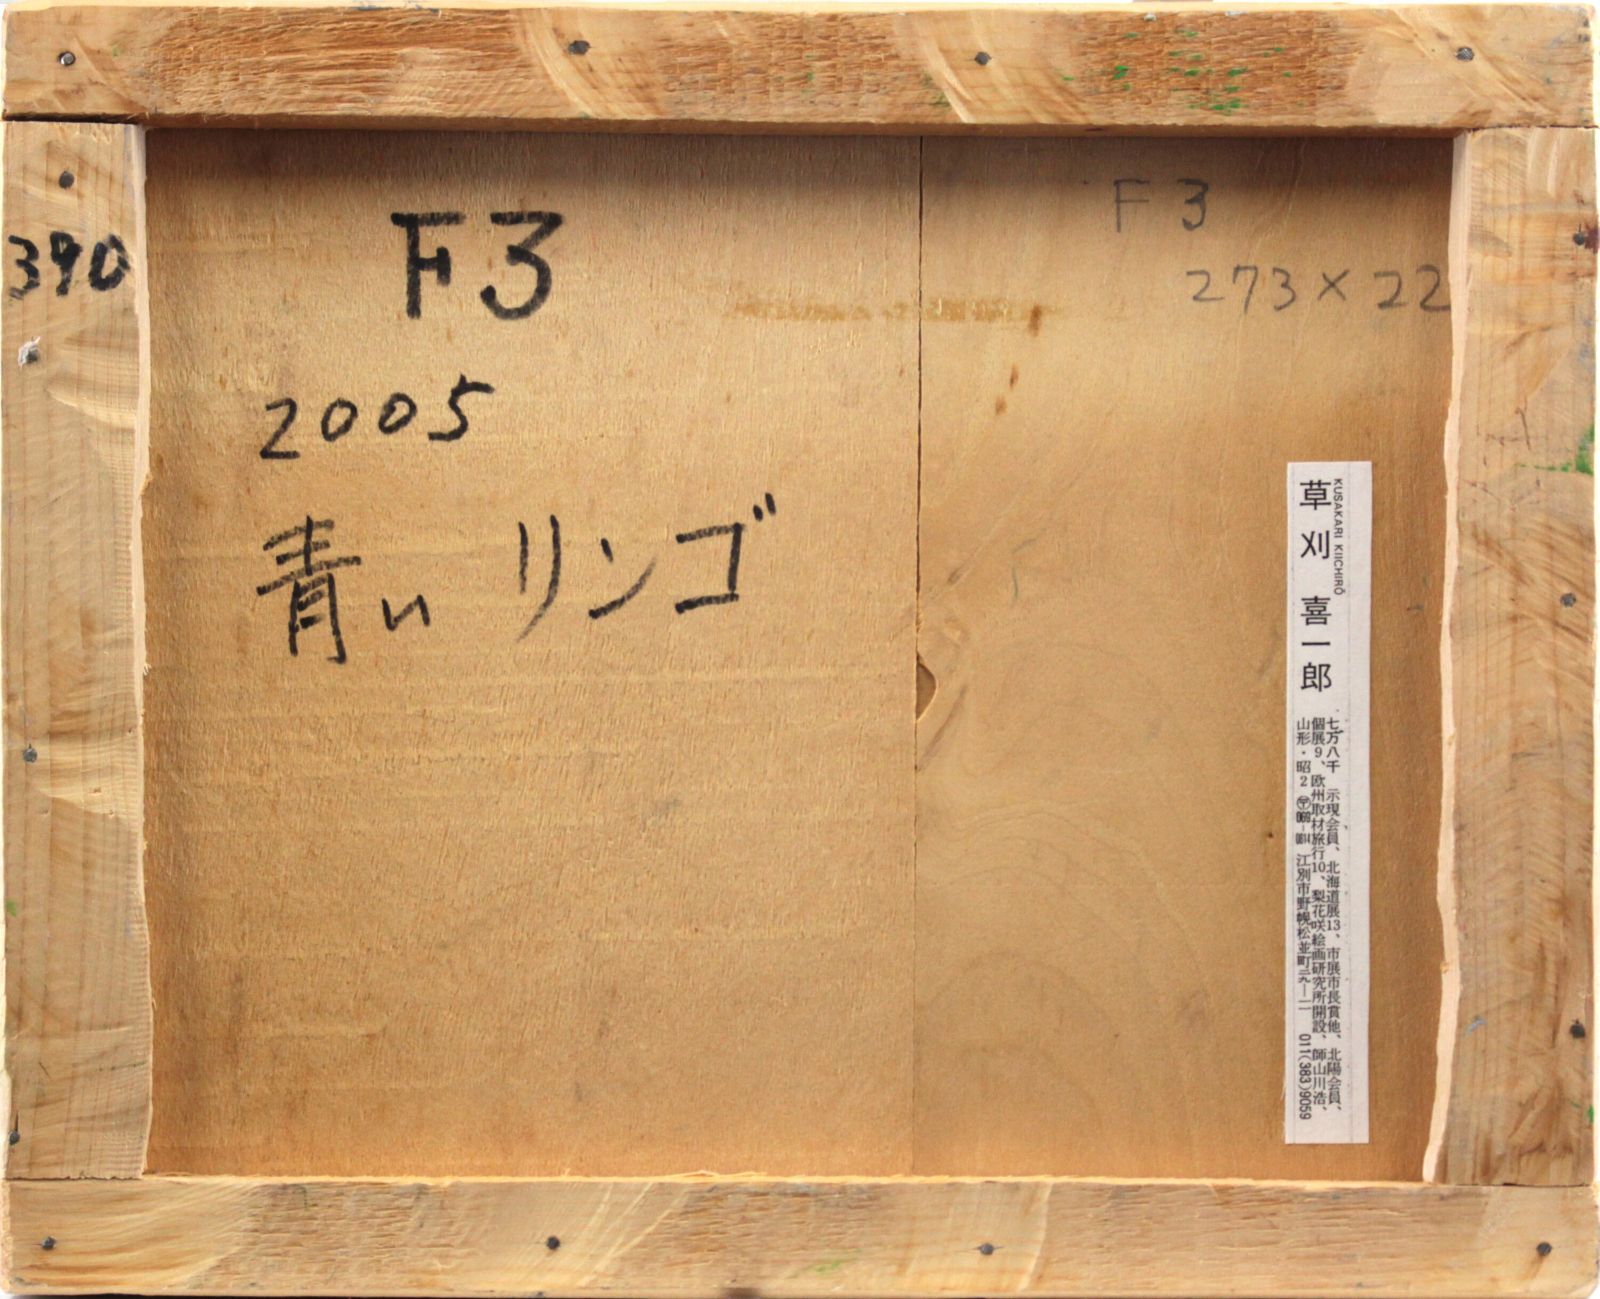 390
F3
2005
青い リンゴ
F3
273×22
KUSAKARI KIICHIRŌ
草刈 喜一郎
七万八千 示現会員、北海道展13、市展市長賞他、北陽会員、
個展9、欧州取材旅行10、梨花咲絵画研究所開設、師山川浩、
山形・昭2 〶069-0814 江別市野幌松並町 011(383)9059